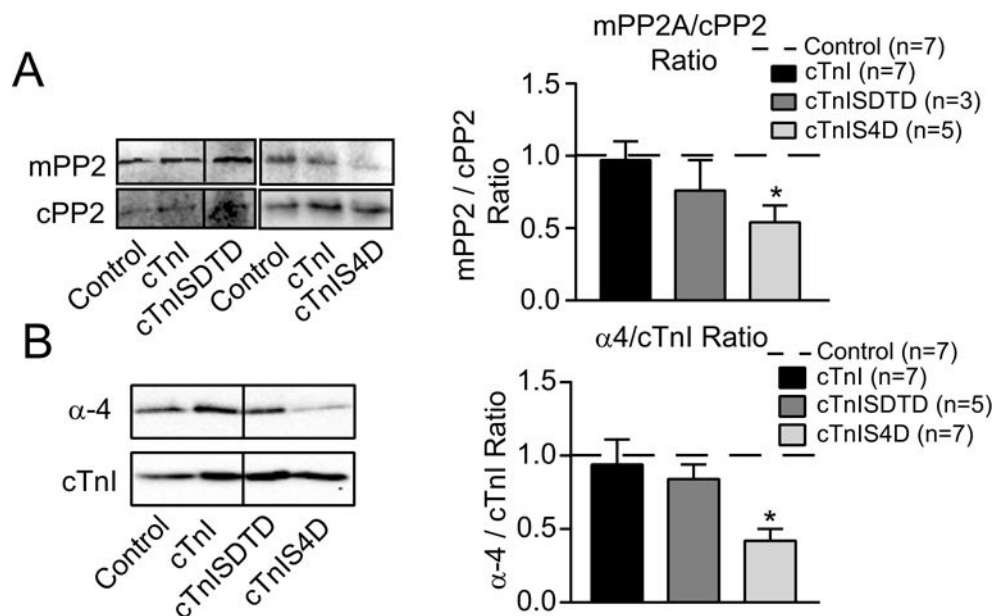 A
mPP2
cPP2
Control
cTnI
cTnISDTD
Control
cTnI
cTnIS4D
mPP2A/cPP2
Ratio
Control (n=7)
cTnI (n=7)
cTnISDTD (n=3)
cTnIS4D (n=5)
mPP2 / cPP2
Ratio
1.5
1.0
0.5
0.0
*
B
α-4
cTnI
Control
cTnI
cTnISDTD
cTnIS4D
α4/cTnI Ratio
Control (n=7)
cTnI (n=7)
cTnISDTD (n=5)
cTnIS4D (n=7)
α-4 / cTnI Ratio
1.5
1.0
0.5
0.0
*